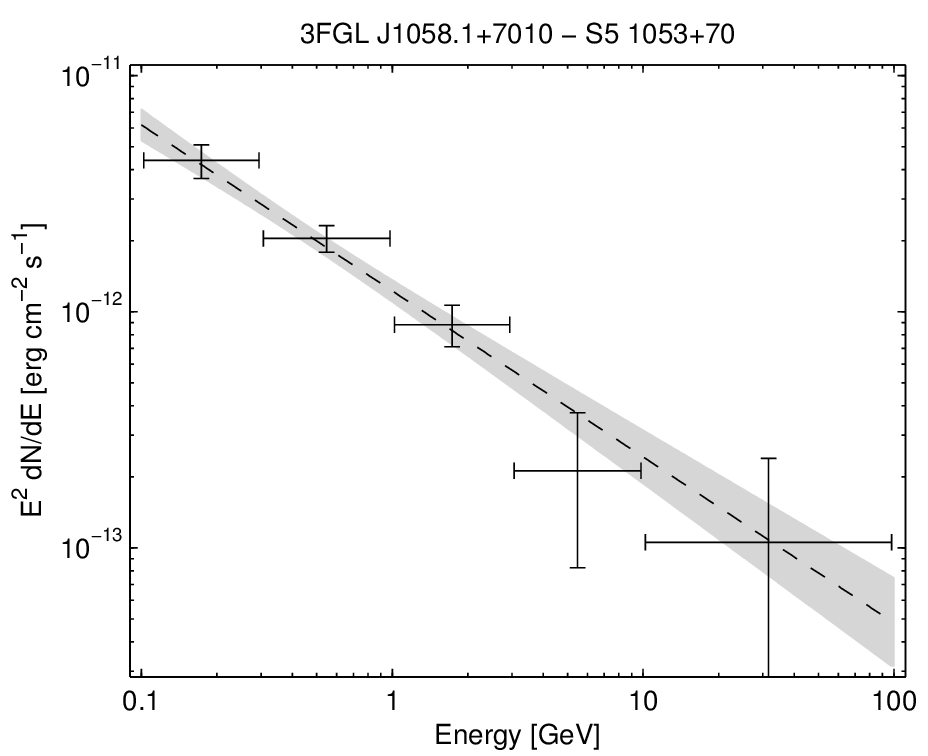 3FGL J1058.1+7010 − S5 1053+70
10⁻¹¹
10⁻¹²
10⁻¹³
E² dN/dE [erg cm⁻² s⁻¹]
0.1 1 10 100
Energy [GeV]